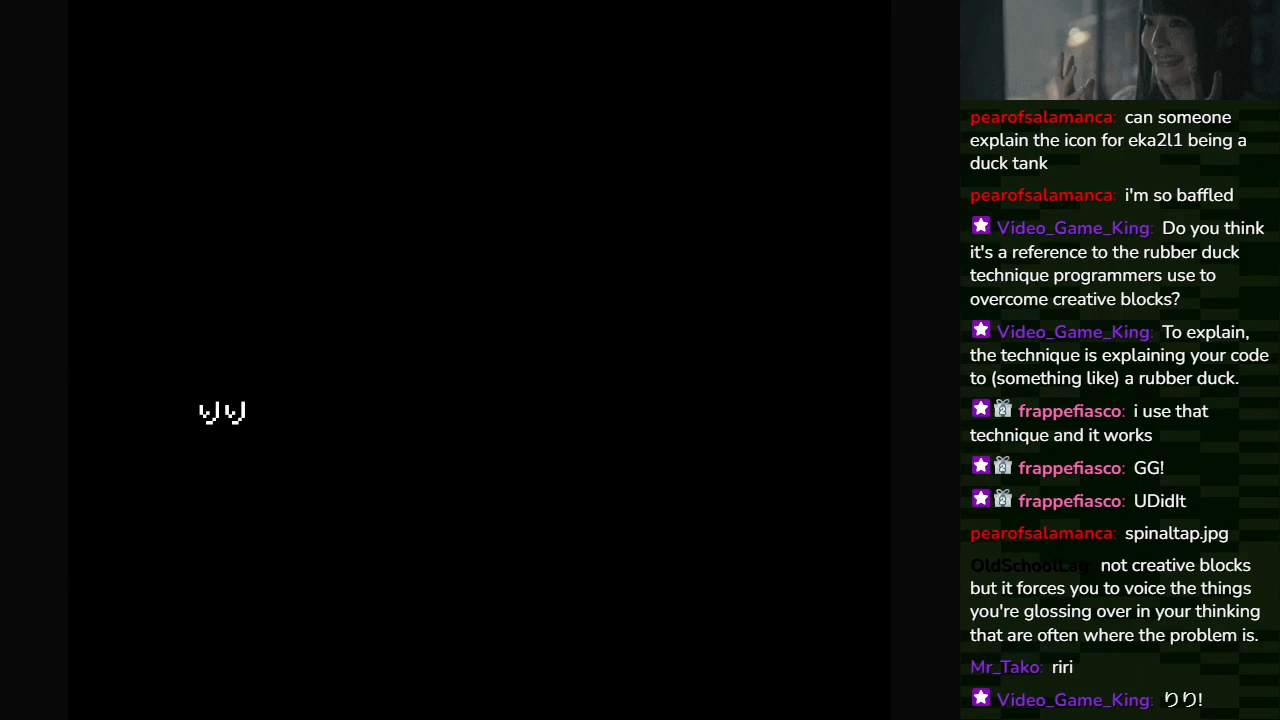 りり
pearofsalamanca: can someone
explain the icon for eka2l1 being a
duck tank
pearofsalamanca: i'm so baffled
Video_Game_King: Do you think
it's a reference to the rubber duck
technique programmers use to
overcome creative blocks?
Video_Game_King: To explain,
the technique is explaining your code
to (something like) a rubber duck.
2 frappefiasco: i use that
technique and it works
2 frappefiasco: GG!
2 frappefiasco: UDidIt
pearofsalamanca: spinaltap.jpg
OldSchoolLag: not creative blocks
but it forces you to voice the things
you're glossing over in your thinking
that are often where the problem is.
Mr_Tako: riri
Video_Game_King: りり!